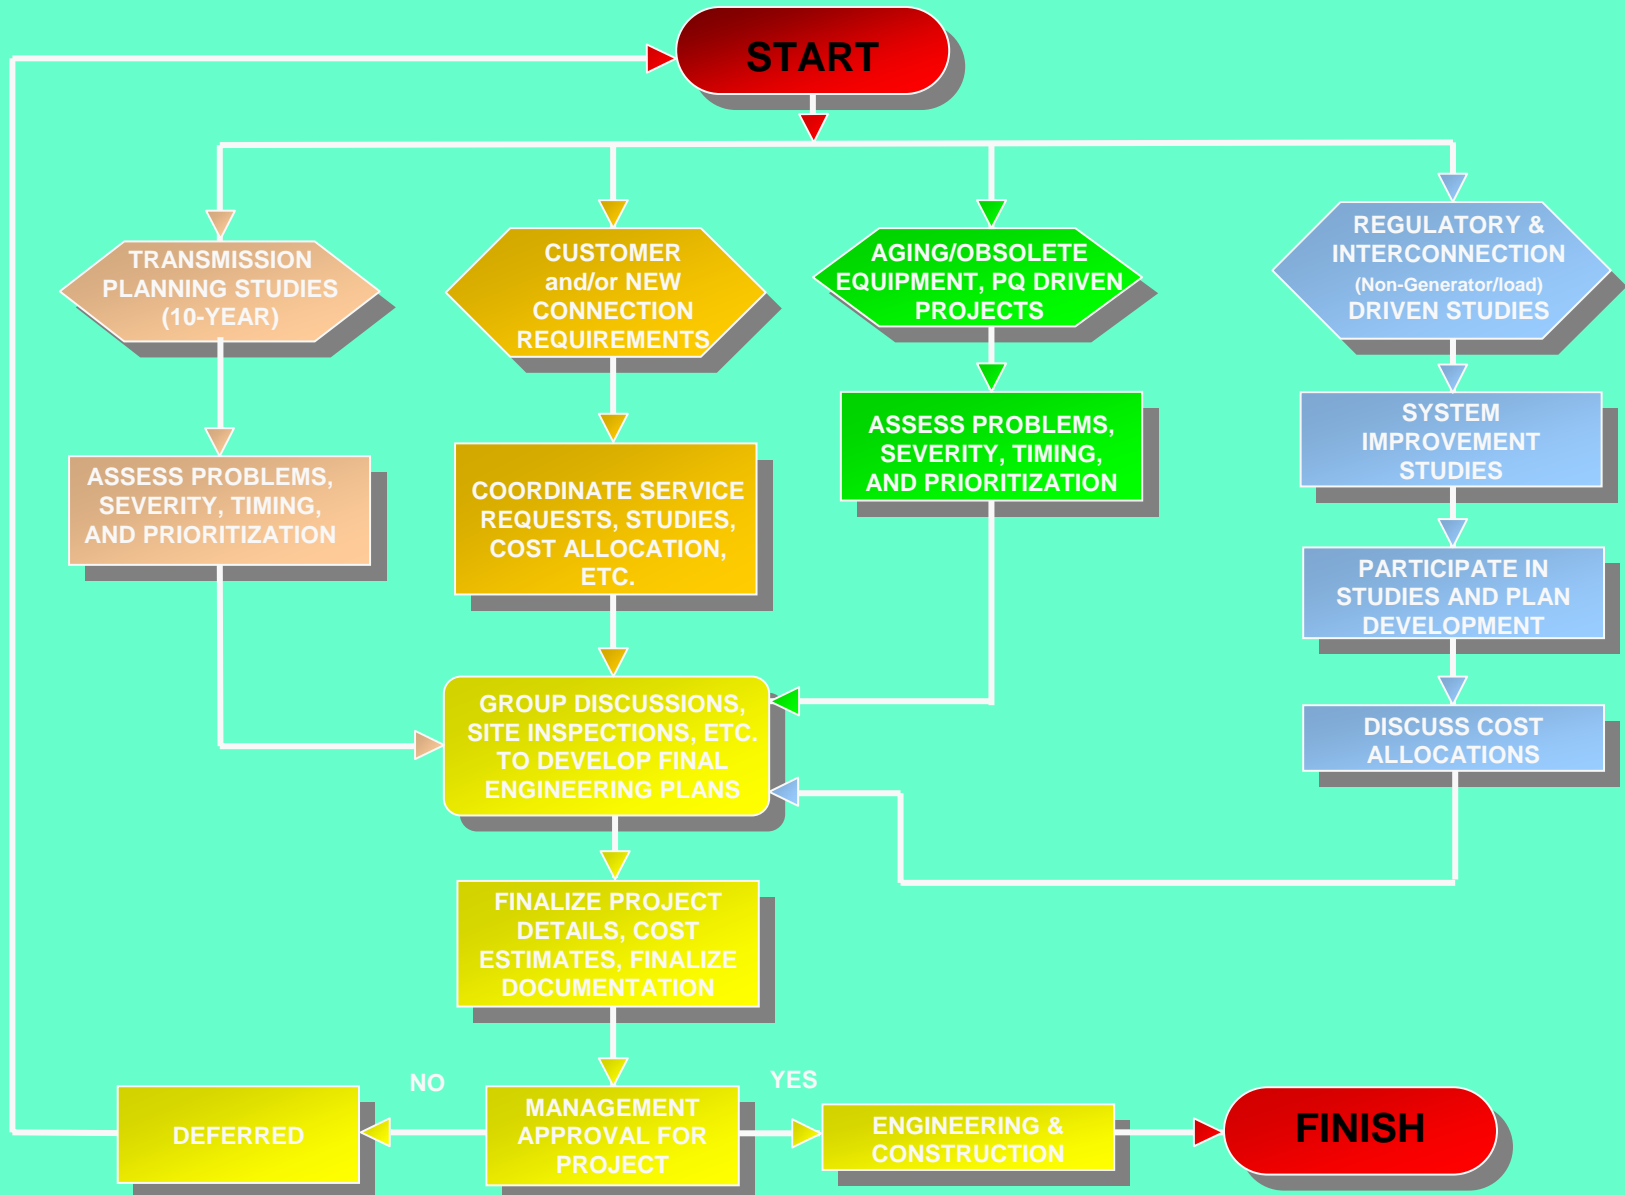 START
TRANSMISSION
PLANNING STUDIES
(10-YEAR)
CUSTOMER
and/or NEW
CONNECTION
REQUIREMENTS
AGING/OBSOLETE
EQUIPMENT, PQ DRIVEN
PROJECTS
REGULATORY &
INTERCONNECTION
(Non-Generator/load)
DRIVEN STUDIES
ASSESS PROBLEMS,
SEVERITY, TIMING,
AND PRIORITIZATION
COORDINATE SERVICE
REQUESTS, STUDIES,
COST ALLOCATION,
ETC.
ASSESS PROBLEMS,
SEVERITY, TIMING,
AND PRIORITIZATION
SYSTEM
IMPROVEMENT
STUDIES
PARTICIPATE IN
STUDIES AND PLAN
DEVELOPMENT
DISCUSS COST
ALLOCATIONS
GROUP DISCUSSIONS,
SITE INSPECTIONS, ETC.
TO DEVELOP FINAL
ENGINEERING PLANS
FINALIZE PROJECT
DETAILS, COST
ESTIMATES, FINALIZE
DOCUMENTATION
DEFERRED
NO
MANAGEMENT
APPROVAL FOR
PROJECT
YES
ENGINEERING &
CONSTRUCTION
FINISH